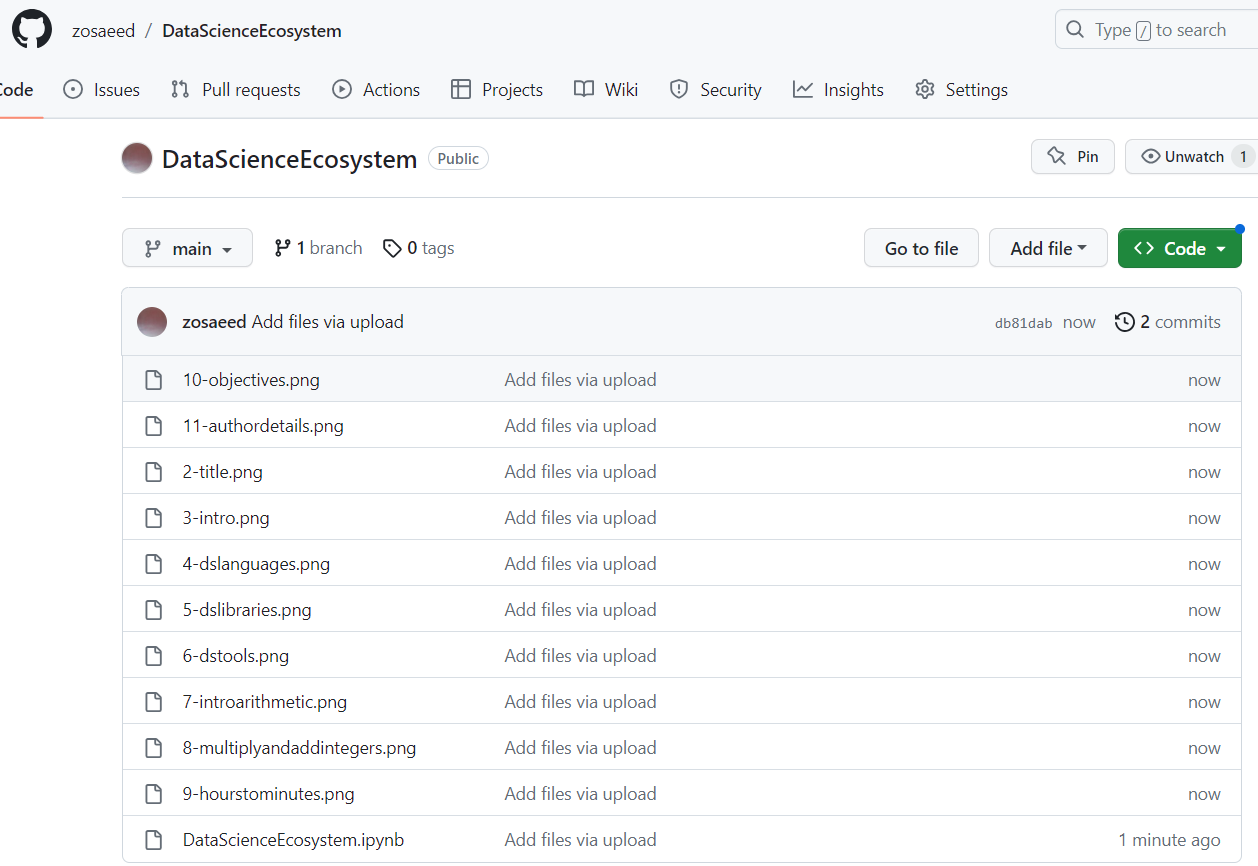 zosaeed / DataScienceEcosystem Type / to search
Code Issues Pull requests Actions Projects Wiki Security Insights Settings
DataScienceEcosystem Public Pin Unwatch 1
main 1 branch 0 tags Go to file Add file <> Code
zosaeed Add files via upload db81dab now 2 commits
10-objectives.png Add files via upload now
11-authordetails.png Add files via upload now
2-title.png Add files via upload now
3-intro.png Add files via upload now
4-dslanguages.png Add files via upload now
5-dslibraries.png Add files via upload now
6-dstools.png Add files via upload now
7-introarithmetic.png Add files via upload now
8-multiplyandaddintegers.png Add files via upload now
9-hourstominutes.png Add files via upload now
DataScienceEcosystem.ipynb Add files via upload 1 minute ago